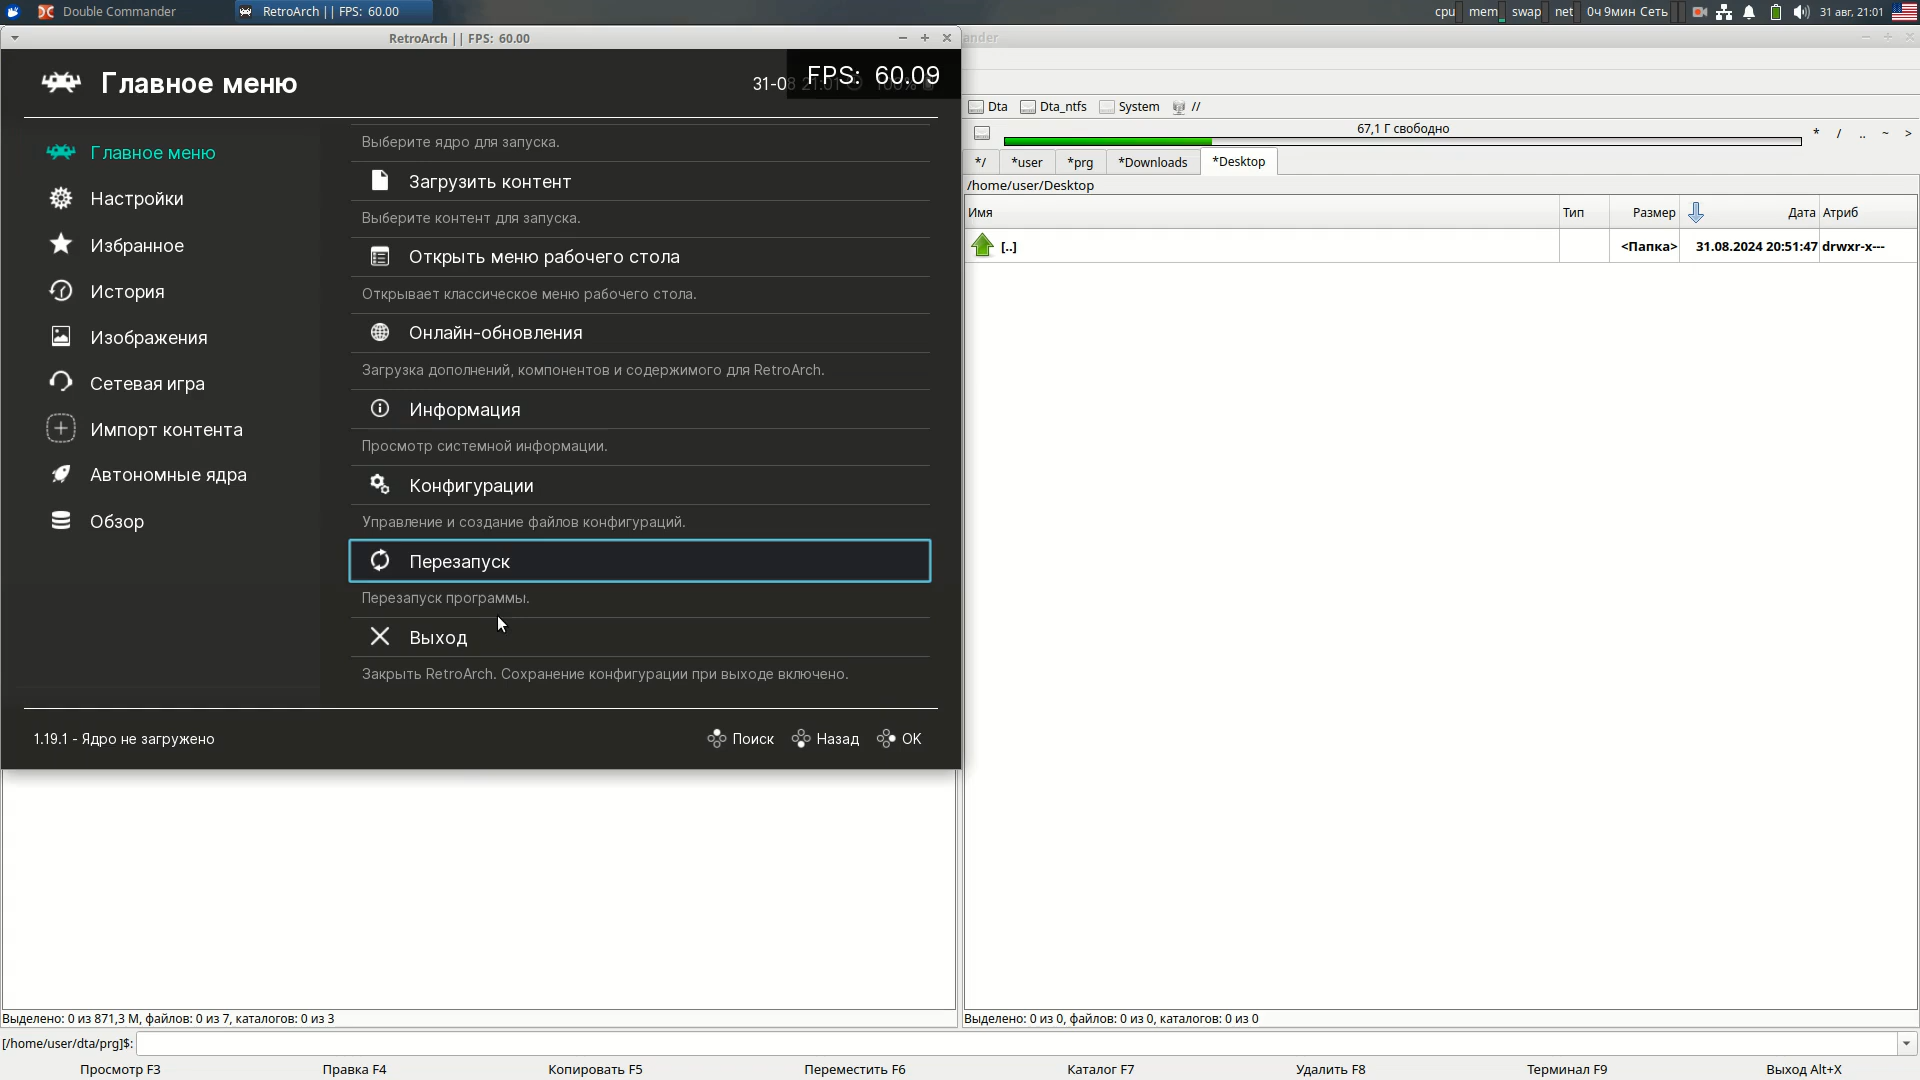 Double Commander
RetroArch || FPS: 60.00
cpu mem swap net 0ч 9мин Сеть 31 авг, 21:01
RetroArch || FPS: 60.00
ander
Главное меню
31-08 21:01 100%
FPS: 60.09
Главное меню
Настройки
Избранное
История
Изображения
Сетевая игра
Импорт контента
Автономные ядра
Обзор
Выберите ядро для запуска.
Загрузить контент
Выберите контент для запуска.
Открыть меню рабочего стола
Открывает классическое меню рабочего стола.
Онлайн-обновления
Загрузка дополнений, компонентов и содержимого для RetroArch.
Информация
Просмотр системной информации.
Конфигурации
Управление и создание файлов конфигураций.
Перезапуск
Перезапуск программы.
Выход
Закрыть RetroArch. Сохранение конфигурации при выходе включено.
1.19.1 - Ядро не загружено
Поиск Назад OK
Dta Dta_ntfs System //
67,1 Г свободно
* / .. ~ >
*/ *user *prg *Downloads *Desktop
/home/user/Desktop
Имя Тип Размер Дата Атриб
[..] <Папка> 31.08.2024 20:51:47 drwxr-x---
Выделено: 0 из 871,3 М, файлов: 0 из 7, каталогов: 0 из 3
Выделено: 0 из 0, файлов: 0 из 0, каталогов: 0 из 0
[/home/user/dta/prg]$:
Просмотр F3 Правка F4 Копировать F5 Переместить F6 Каталог F7 Удалить F8 Терминал F9 Выход Alt+X